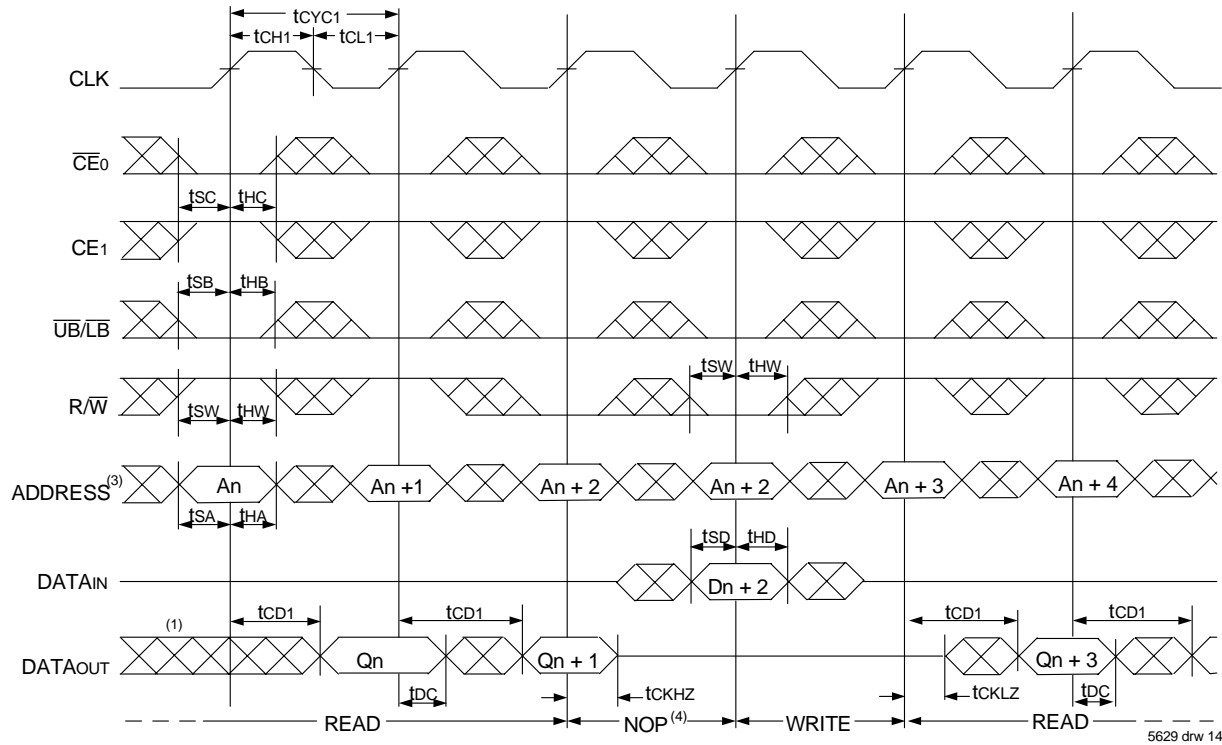 tCYC1
tCH1 tCL1
CLK
CE0
tSC tHC
CE1
tSB tHB
UB/LB
tSW tHW
R/W
tSW tHW
ADDRESS(3) An An +1 An + 2 An + 2 An + 3 An + 4
tSA tHA
tSD tHD
DATAIN Dn + 2
tCD1 tCD1 tCD1 tCD1
(1)
DATAOUT Qn Qn + 1 Qn + 3
tDC tCKHZ tCKLZ tDC
READ NOP(4) WRITE READ
5629 drw 14